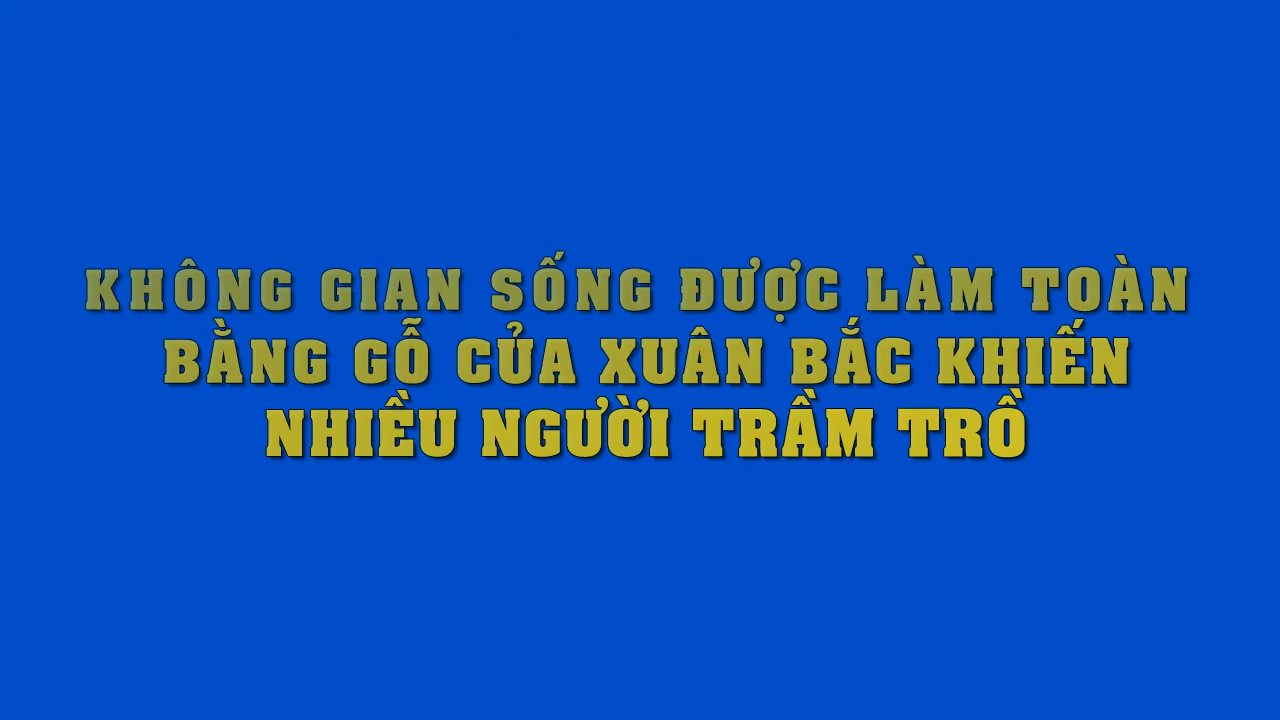 KHÔNG GIAN SỐNG ĐƯỢC LÀM TOÀN
BẰNG GỖ CỦA XUÂN BẮC KHIẾN
NHIỀU NGƯỜI TRẦM TRỒ